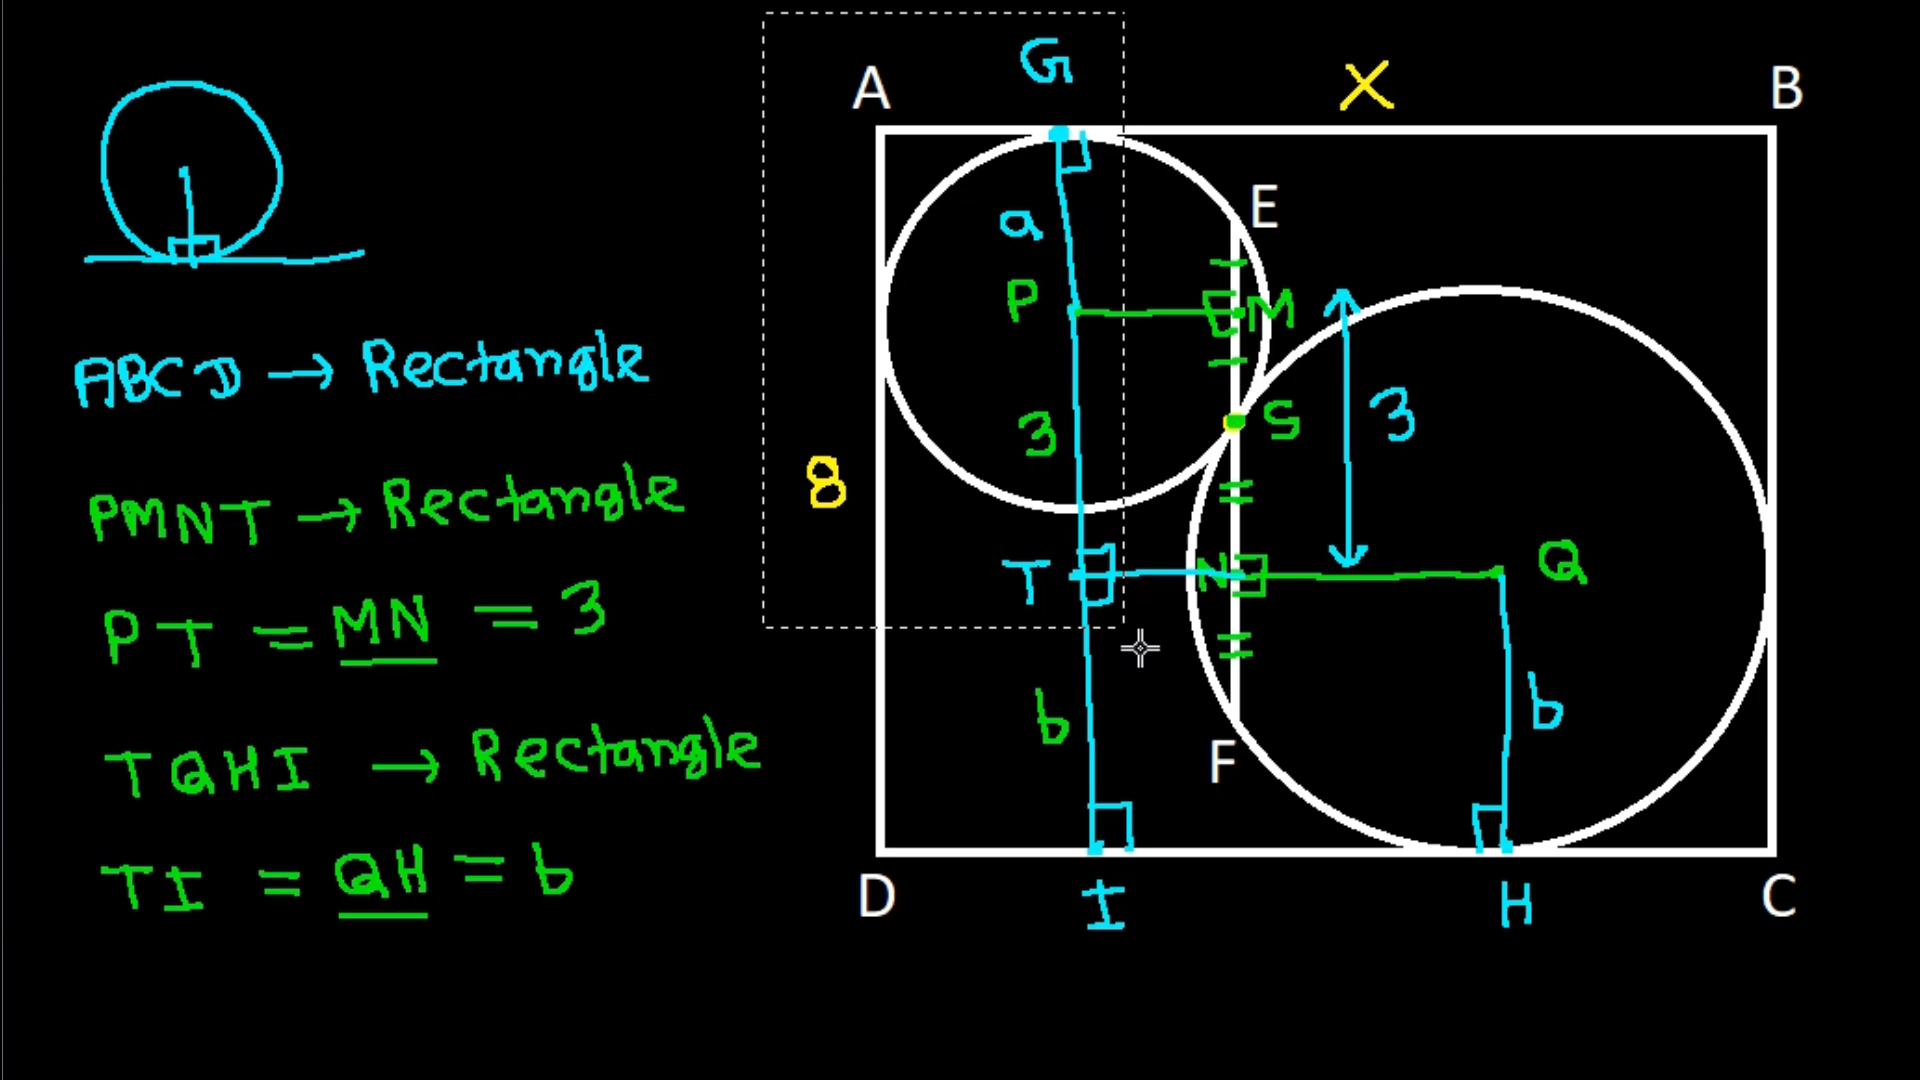 ABCD → Rectangle
PMNT → Rectangle
PT = MN = 3
TQHI → Rectangle
TI = QH = b
G
A
X
B
E
a
P
M
3
S
3
8
T
N
Q
b
b
F
D
I
H
C